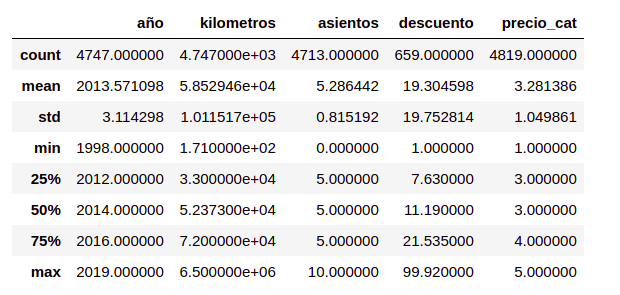 año kilometros asientos descuento precio_cat
count 4747.000000 4.747000e+03 4713.000000 659.000000 4819.000000
mean 2013.571098 5.852946e+04 5.286442 19.304598 3.281386
std 3.114298 1.011517e+05 0.815192 19.752814 1.049861
min 1998.000000 1.710000e+02 0.000000 1.000000 1.000000
25% 2012.000000 3.300000e+04 5.000000 7.630000 3.000000
50% 2014.000000 5.237300e+04 5.000000 11.190000 3.000000
75% 2016.000000 7.200000e+04 5.000000 21.535000 4.000000
max 2019.000000 6.500000e+06 10.000000 99.920000 5.000000